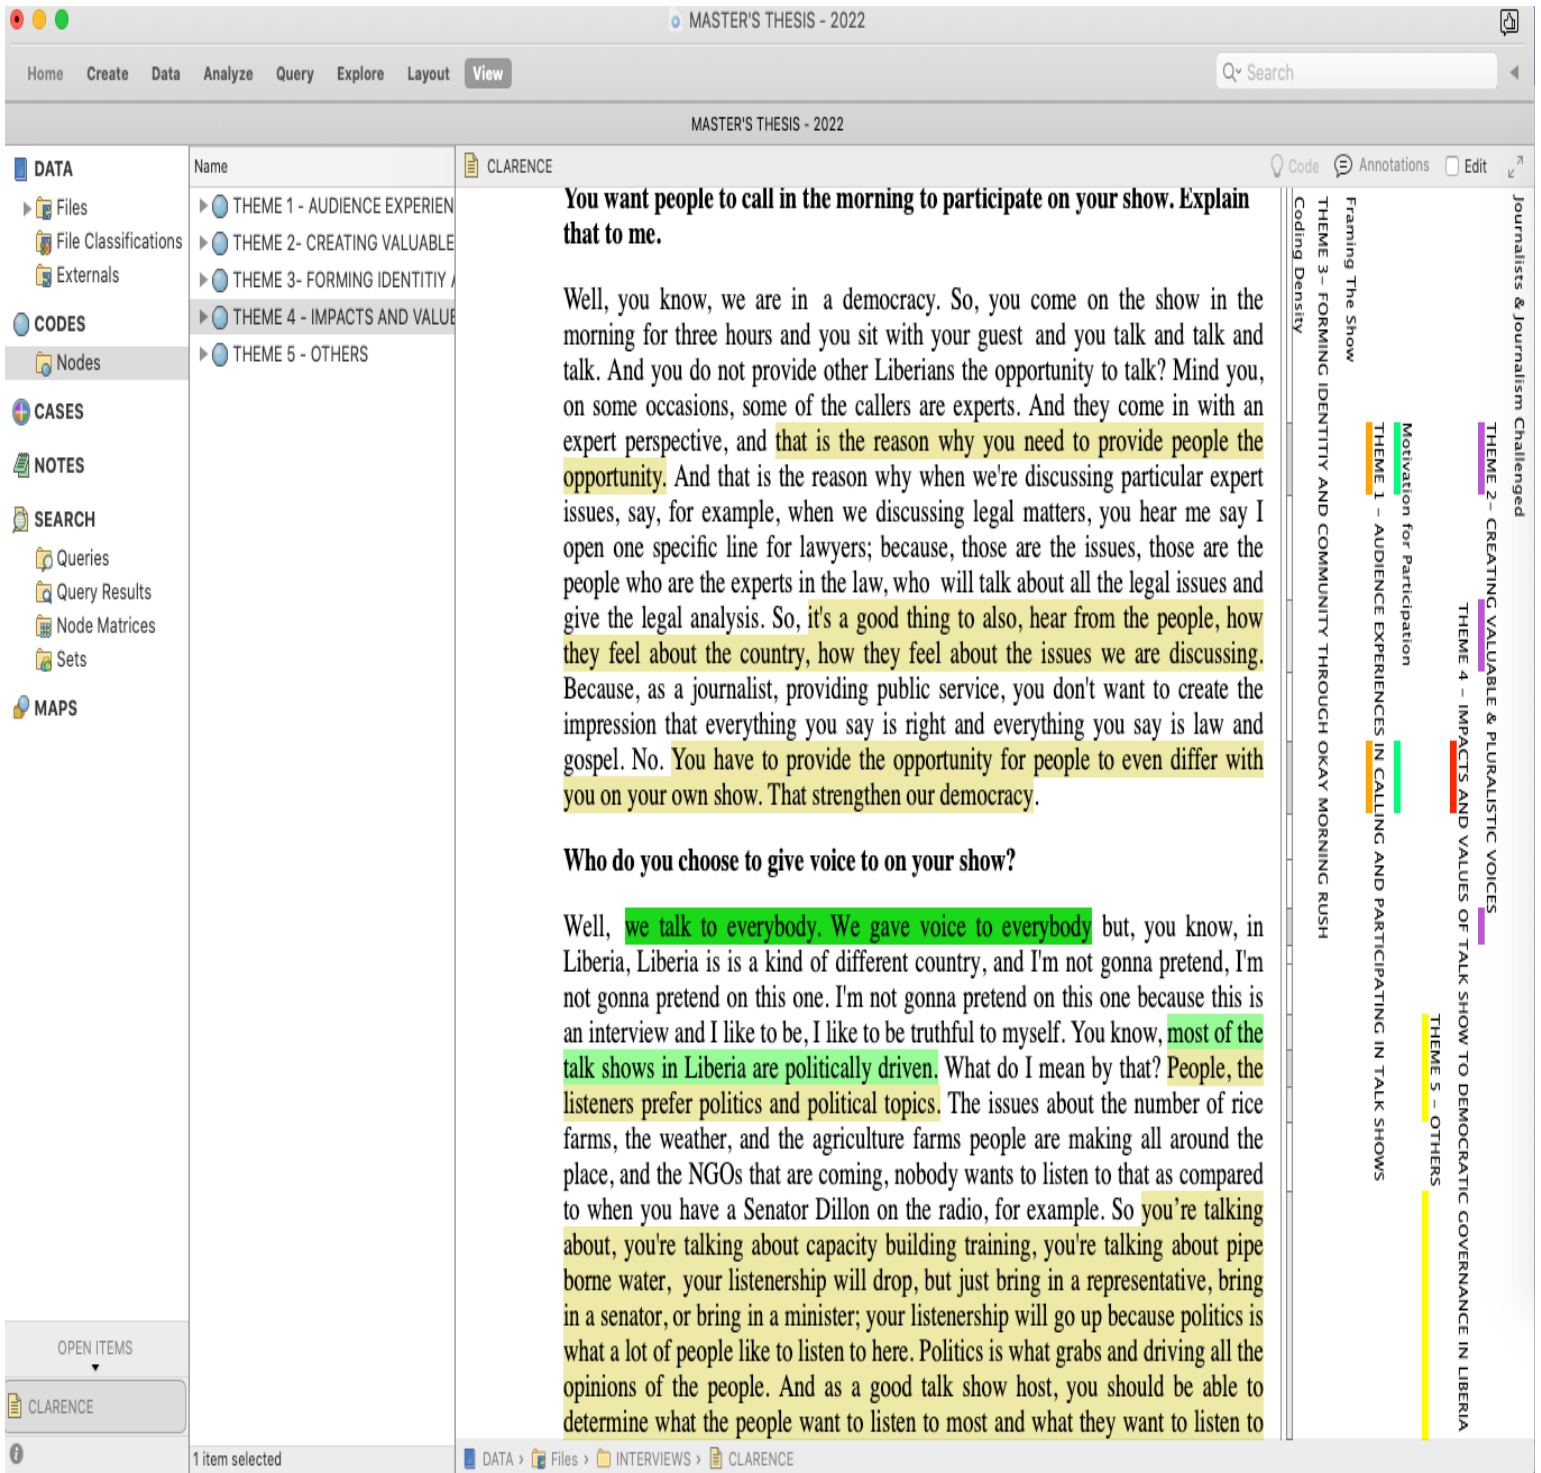 MASTER'S THESIS - 2022
Home Create Data Analyze Query Explore Layout View
Search
MASTER'S THESIS - 2022
DATA
Files
File Classifications
Externals
CODES
Nodes
CASES
NOTES
SEARCH
Queries
Query Results
Node Matrices
Sets
MAPS
OPEN ITEMS
CLARENCE
Name
THEME 1 - AUDIENCE EXPERIEN
THEME 2- CREATING VALUABLE
THEME 3- FORMING IDENTITIY
THEME 4 - IMPACTS AND VALUE
THEME 5 - OTHERS
1 item selected
CLARENCE
Code Annotations Edit
You want people to call in the morning to participate on your show. Explain
that to me.
Well, you know, we are in a democracy. So, you come on the show in the
morning for three hours and you sit with your guest and you talk and talk and
talk. And you do not provide other Liberians the opportunity to talk? Mind you,
on some occasions, some of the callers are experts. And they come in with an
expert perspective, and that is the reason why you need to provide people the
opportunity. And that is the reason why when we're discussing particular expert
issues, say, for example, when we discussing legal matters, you hear me say I
open one specific line for lawyers; because, those are the issues, those are the
people who are the experts in the law, who will talk about all the legal issues and
give the legal analysis. So, it's a good thing to also, hear from the people, how
they feel about the country, how they feel about the issues we are discussing.
Because, as a journalist, providing public service, you don't want to create the
impression that everything you say is right and everything you say is law and
gospel. No. You have to provide the opportunity for people to even differ with
you on your own show. That strengthen our democracy.
Who do you choose to give voice to on your show?
Well, we talk to everybody. We gave voice to everybody but, you know, in
Liberia, Liberia is is a kind of different country, and I'm not gonna pretend, I'm
not gonna pretend on this one. I'm not gonna pretend on this one because this is
an interview and I like to be, I like to be truthful to myself. You know, most of the
talk shows in Liberia are politically driven. What do I mean by that? People, the
listeners prefer politics and political topics. The issues about the number of rice
farms, the weather, and the agriculture farms people are making all around the
place, and the NGOs that are coming, nobody wants to listen to that as compared
to when you have a Senator Dillon on the radio, for example. So you're talking
about, you're talking about capacity building training, you're talking about pipe
borne water, your listenership will drop, but just bring in a representative, bring
in a senator, or bring in a minister; your listenership will go up because politics is
what a lot of people like to listen to here. Politics is what grabs and driving all the
opinions of the people. And as a good talk show host, you should be able to
determine what the people want to listen to most and what they want to listen to
DATA › Files › INTERVIEWS › CLARENCE
Coding Density
THEME 3- FORMING IDENTITIY AND COMMUNITY THROUGH OKAY MORNING RUSH
Framing The Show
THEME 1 - AUDIENCE EXPERIENCES IN CALLING AND PARTICIPATING IN TALK SHOWS
Motivation for Participation
THEME 5 - OTHERS
THEME 4 - IMPACTS AND VALUES OF TALK SHOW TO DEMOCRATIC GOVERNANCE IN LIBERIA
THEME 2- CREATING VALUABLE & PLURALISTIC VOICES
Journalists & Journalism Challenged